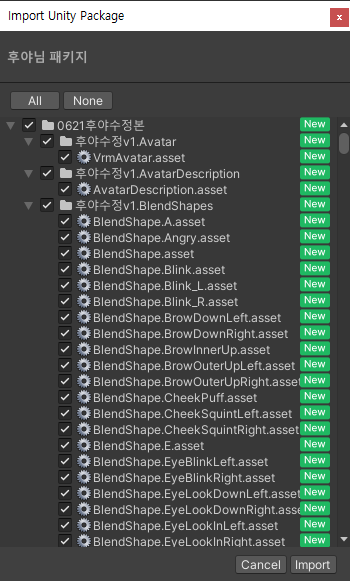 Import Unity Package
x
후야님 패키지
All None
0621후야수정본 New
후야수정v1.Avatar New
VrmAvatar.asset New
후야수정v1.AvatarDescription New
AvatarDescription.asset New
후야수정v1.BlendShapes New
BlendShape.A.asset New
BlendShape.Angry.asset New
BlendShape.asset New
BlendShape.Blink.asset New
BlendShape.Blink_L.asset New
BlendShape.Blink_R.asset New
BlendShape.BrowDownLeft.asset New
BlendShape.BrowDownRight.asset New
BlendShape.BrowInnerUp.asset New
BlendShape.BrowOuterUpLeft.asset New
BlendShape.BrowOuterUpRight.asset New
BlendShape.CheekPuff.asset New
BlendShape.CheekSquintLeft.asset New
BlendShape.CheekSquintRight.asset New
BlendShape.E.asset New
BlendShape.EyeBlinkLeft.asset New
BlendShape.EyeBlinkRight.asset New
BlendShape.EyeLookDownLeft.asset New
BlendShape.EyeLookDownRight.asset New
BlendShape.EyeLookInLeft.asset New
BlendShape.EyeLookInRight.asset New
Cancel Import